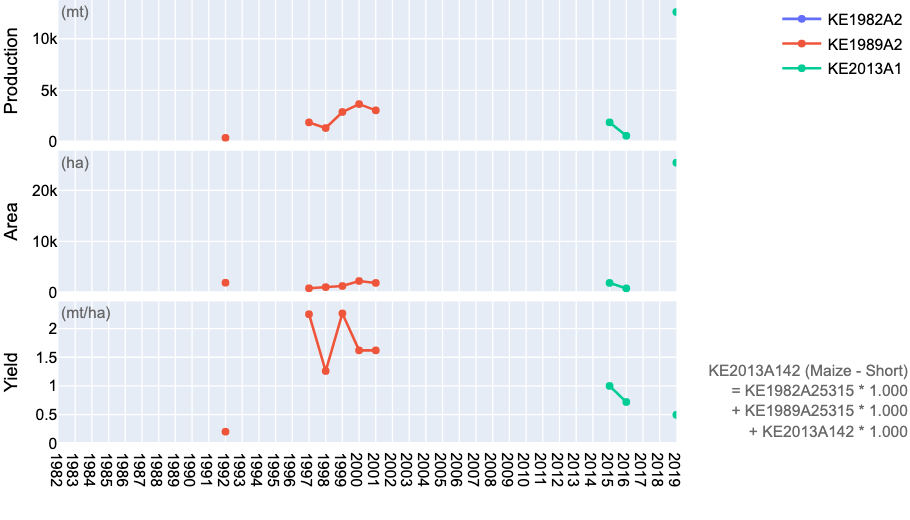 (mt)
Production
10k
5k
0
(ha)
Area
20k
10k
0
(mt/ha)
Yield
2
1.5
1
0.5
0
1982
1983
1984
1985
1986
1987
1988
1989
1990
1991
1992
1993
1994
1995
1996
1997
1998
1999
2000
2001
2002
2003
2004
2005
2006
2007
2008
2009
2010
2011
2012
2013
2014
2015
2016
2017
2018
2019
KE1982A2
KE1989A2
KE2013A1
KE2013A142 (Maize - Short)
= KE1982A25315 * 1.000
+ KE1989A25315 * 1.000
+ KE2013A142 * 1.000